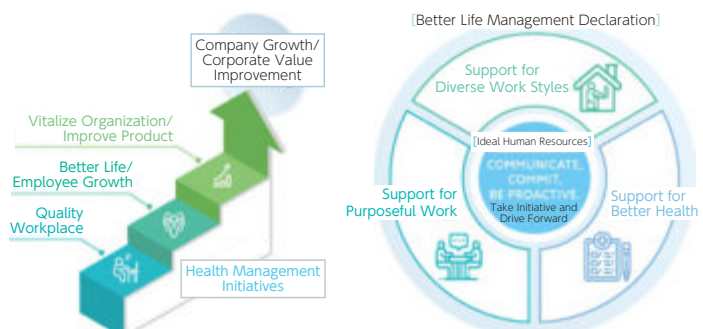 Company Growth/
Corporate Value
Improvement
Vitalize Organization/
Improve Product
Better Life/
Employee Growth
Quality
Workplace
Health Management
Initiatives
[Better Life Management Declaration]
Support for
Diverse Work Styles
[Ideal Human Resources]
COMMUNICATE.
COMMIT.
BE PROACTIVE.
Take Initiative and
Drive Forward
Support for
Purposeful Work
Support for
Better Health